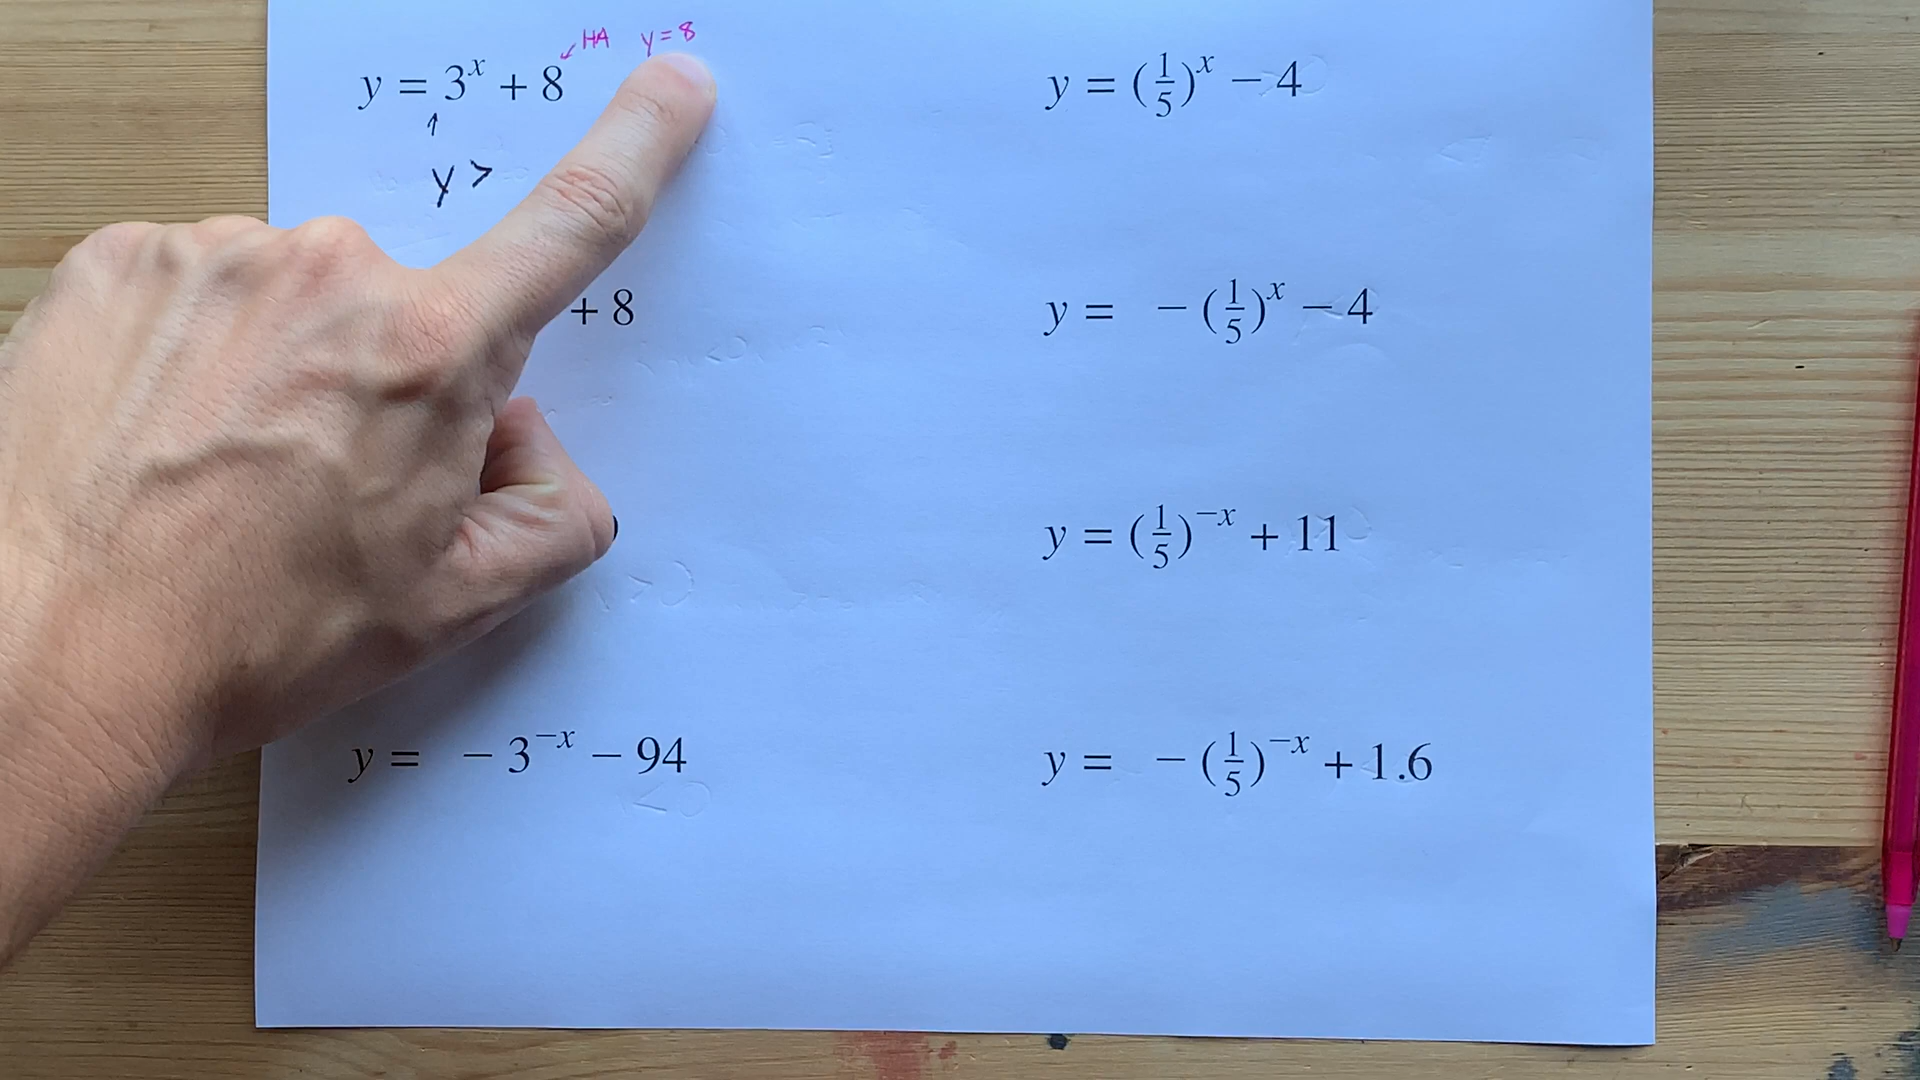 HA y = 8
y = 3^x + 8
↑
y >
+ 8
)
y = - 3^{-x} - 94
y = (1/5)^x - 4
y = - (1/5)^x - 4
y = (1/5)^{-x} + 11
y = - (1/5)^{-x} + 1.6